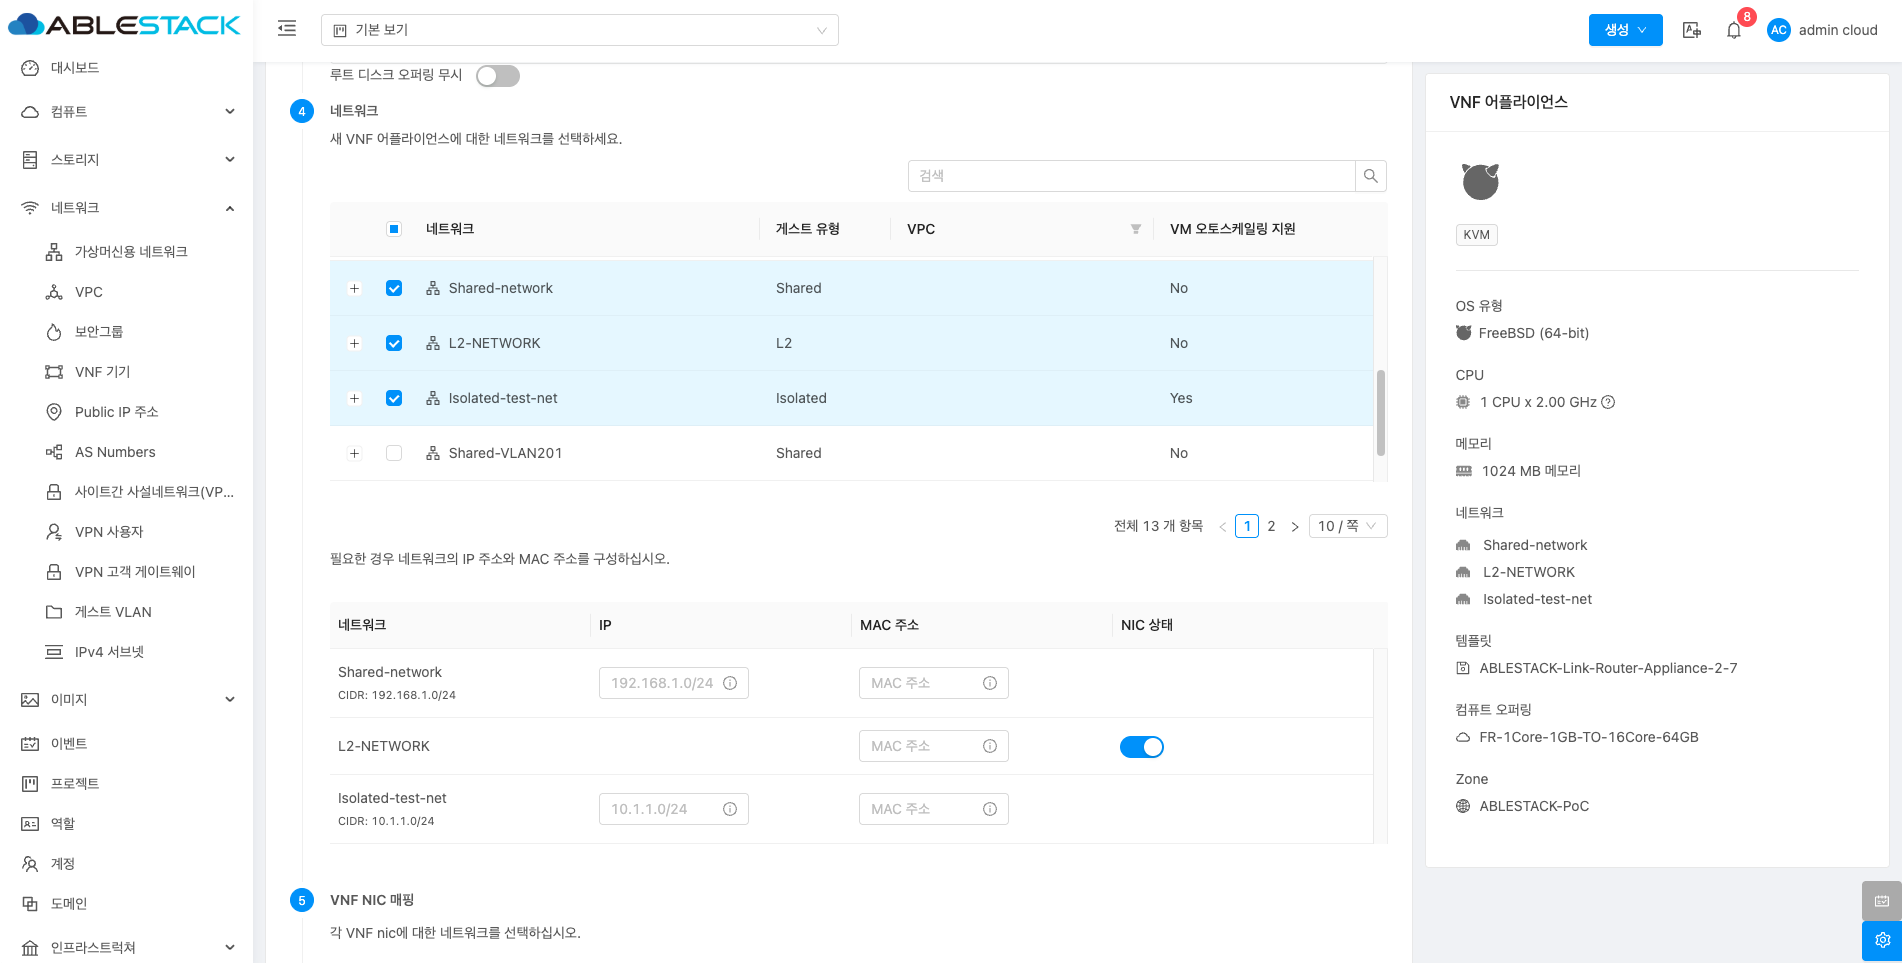 ABLESTACK
기본 보기
생성
8
AC
admin cloud
대시보드
컴퓨트
스토리지
네트워크
가상머신용 네트워크
VPC
보안그룹
VNF 기기
Public IP 주소
AS Numbers
사이트간 사설네트워크(VP...
VPN 사용자
VPN 고객 게이트웨이
게스트 VLAN
IPv4 서브넷
이미지
이벤트
프로젝트
역할
계정
도메인
인프라스트럭쳐
루트 디스크 오퍼링 무시
4
네트워크
새 VNF 어플라이언스에 대한 네트워크를 선택하세요.
검색
네트워크 게스트 유형 VPC VM 오토스케일링 지원
Shared-network Shared No
L2-NETWORK L2 No
Isolated-test-net Isolated Yes
Shared-VLAN201 Shared No
전체 13 개 항목 < 1 2 > 10 / 쪽
필요한 경우 네트워크의 IP 주소와 MAC 주소를 구성하십시오.
네트워크 IP MAC 주소 NIC 상태
Shared-network
CIDR: 192.168.1.0/24
192.168.1.0/24
MAC 주소
L2-NETWORK
MAC 주소
Isolated-test-net
CIDR: 10.1.1.0/24
10.1.1.0/24
MAC 주소
5
VNF NIC 매핑
각 VNF nic에 대한 네트워크를 선택하십시오.
VNF 어플라이언스
KVM
OS 유형
FreeBSD (64-bit)
CPU
1 CPU x 2.00 GHz
메모리
1024 MB 메모리
네트워크
Shared-network
L2-NETWORK
Isolated-test-net
템플릿
ABLESTACK-Link-Router-Appliance-2-7
컴퓨트 오퍼링
FR-1Core-1GB-TO-16Core-64GB
Zone
ABLESTACK-PoC